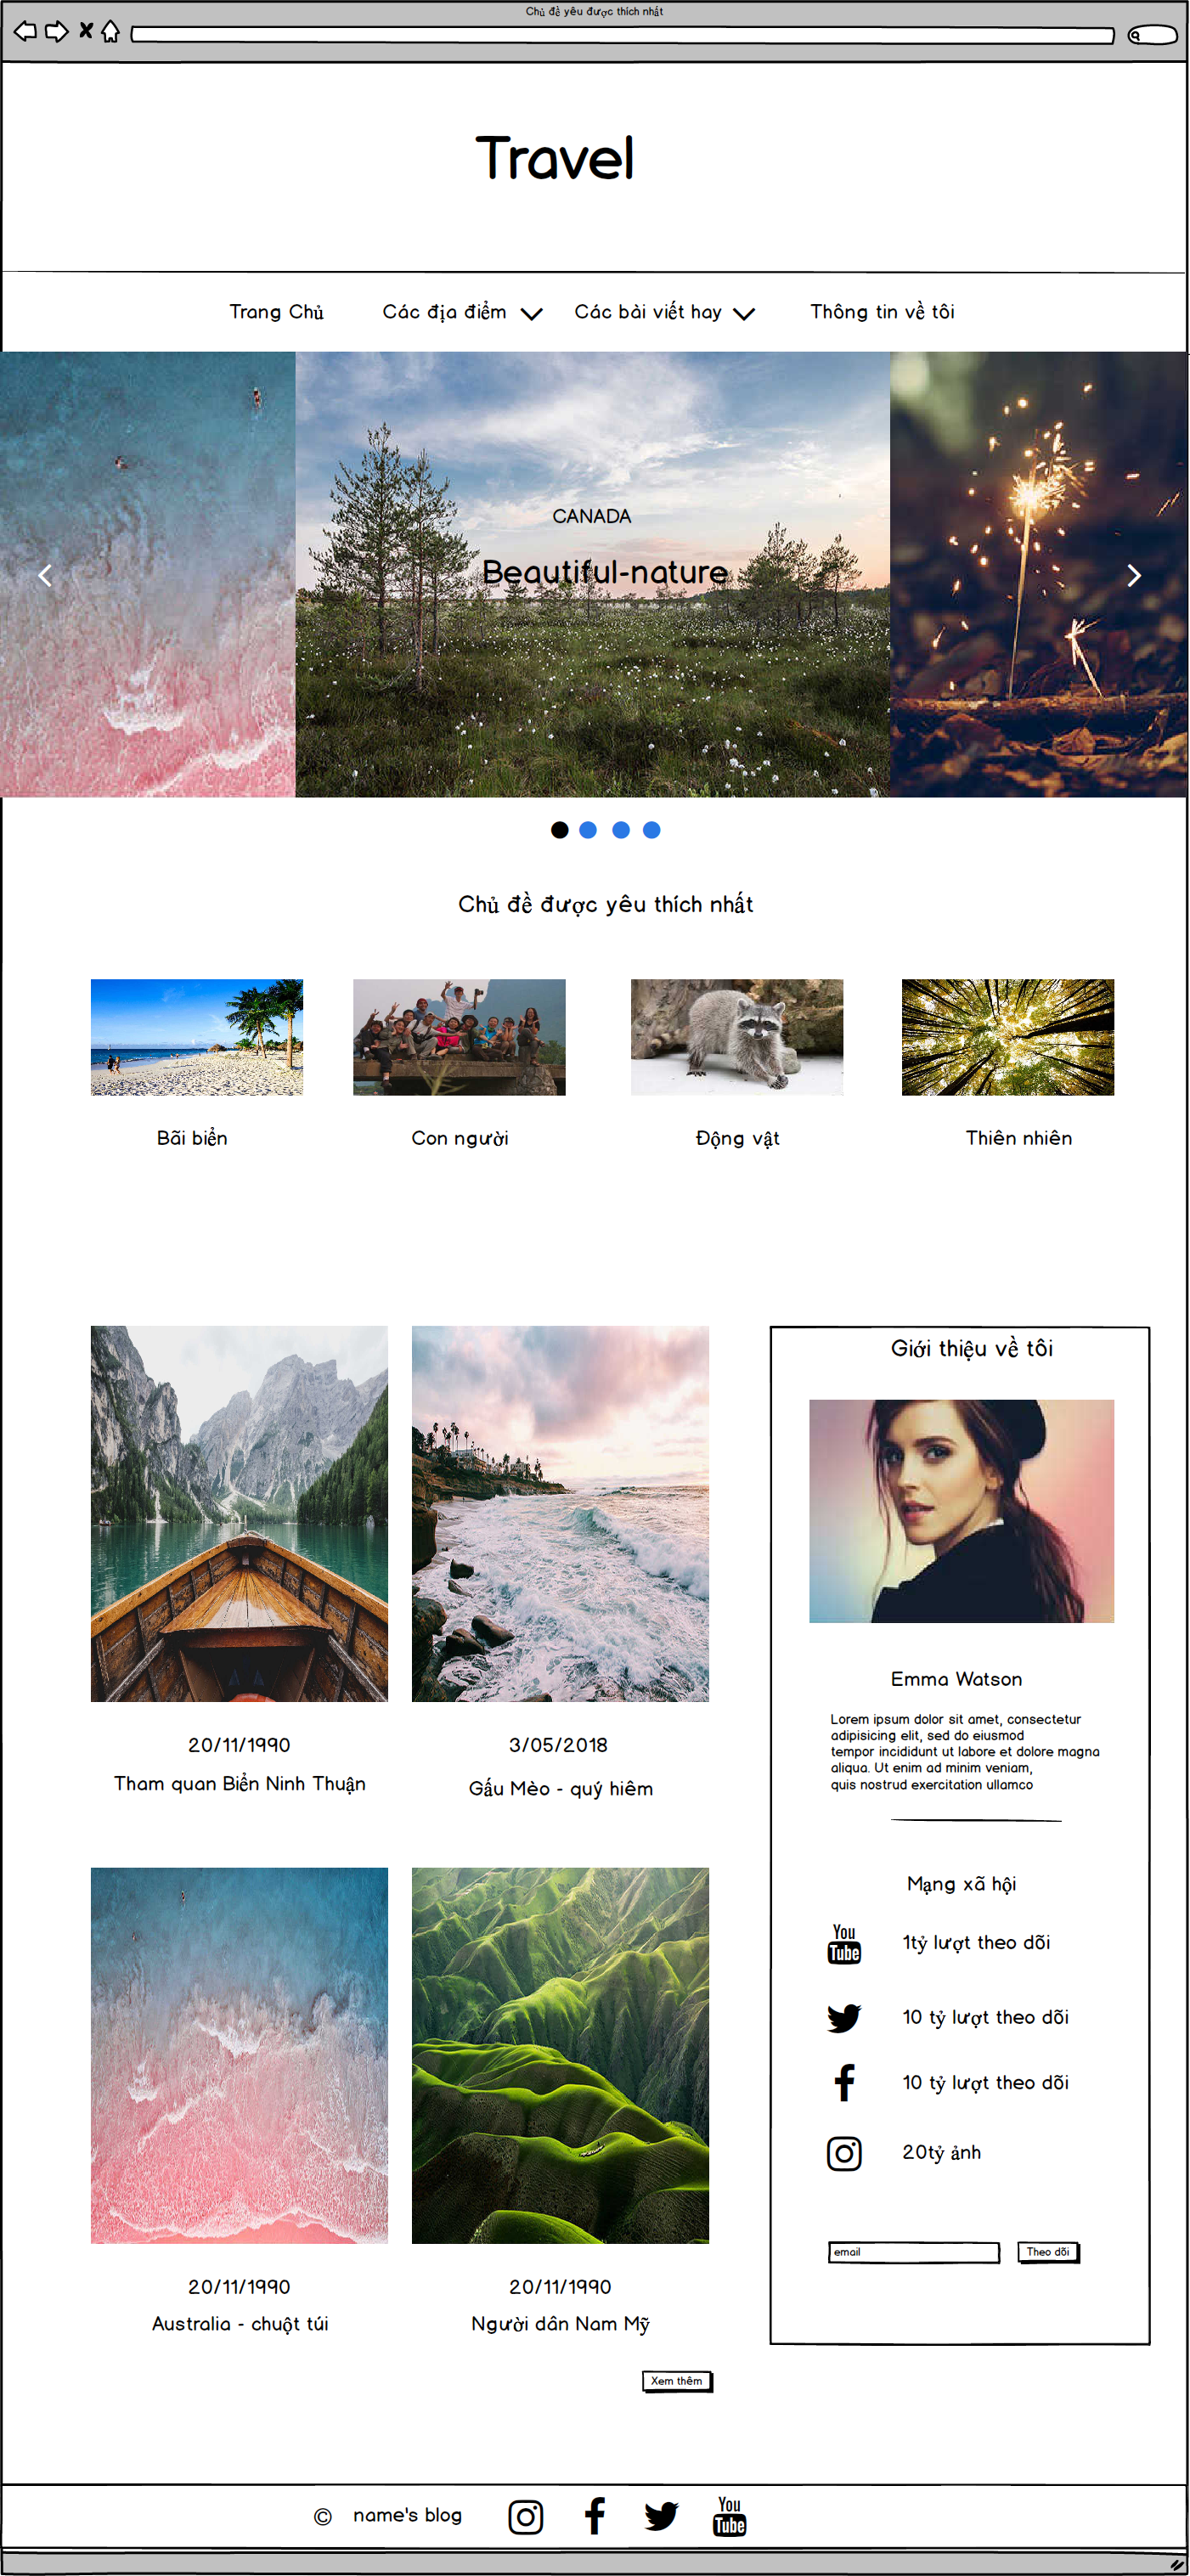 Chủ đề yêu được thích nhất
Travel
Trang Chủ
Các địa điểm
Các bài viết hay
Thông tin về tôi
CANADA
Beautiful-nature
Chủ đề được yêu thích nhất
Bãi biển
Con người
Động vật
Thiên nhiên
20/11/1990
Tham quan Biển Ninh Thuận
3/05/2018
Gấu Mèo - quý hiêm
20/11/1990
Australia - chuột túi
20/11/1990
Người dân Nam Mỹ
Xem thêm
Giới thiệu về tôi
Emma Watson
Lorem ipsum dolor sit amet, consectetur
adipisicing elit, sed do eiusmod
tempor incididunt ut labore et dolore magna
aliqua. Ut enim ad minim veniam,
quis nostrud exercitation ullamco
Mạng xã hội
You
Tube
1tỷ lượt theo dõi
10 tỷ lượt theo dõi
10 tỷ lượt theo dõi
20tỷ ảnh
email
Theo dõi
© name's blog
You
Tube